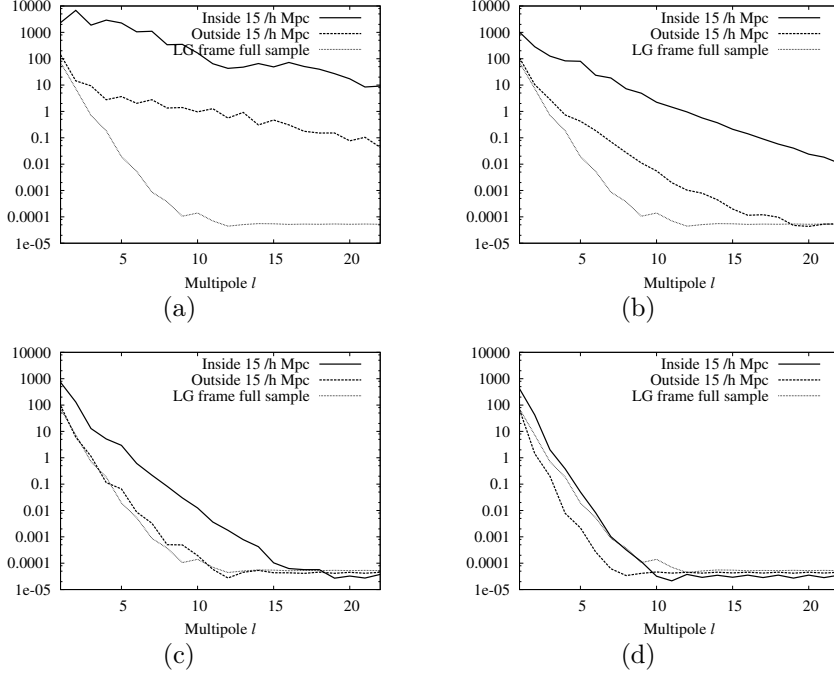 10000
1000
100
10
1
0.1
0.01
0.001
0.0001
1e-05
Inside 15 /h Mpc
Outside 15 /h Mpc
LG frame full sample
5 10 15 20
Multipole l
(a)
10000
1000
100
10
1
0.1
0.01
0.001
0.0001
1e-05
Inside 15 /h Mpc
Outside 15 /h Mpc
LG frame full sample
5 10 15 20
Multipole l
(b)
10000
1000
100
10
1
0.1
0.01
0.001
0.0001
1e-05
Inside 15 /h Mpc
Outside 15 /h Mpc
LG frame full sample
5 10 15 20
Multipole l
(c)
10000
1000
100
10
1
0.1
0.01
0.001
0.0001
1e-05
Inside 15 /h Mpc
Outside 15 /h Mpc
LG frame full sample
5 10 15 20
Multipole l
(d)